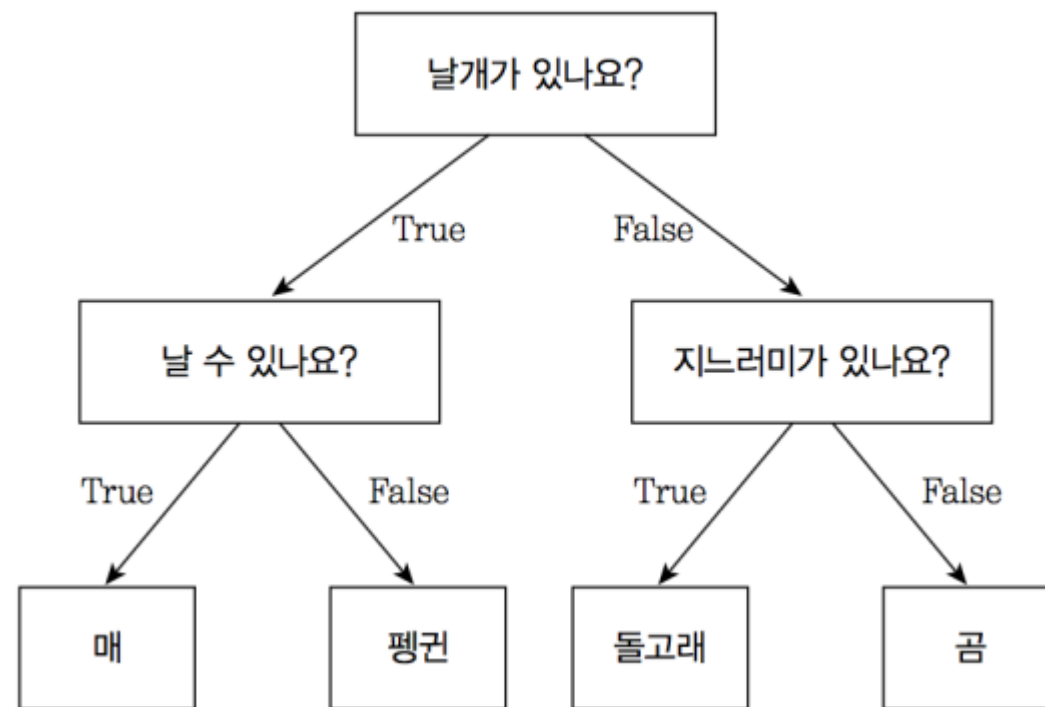 날개가 있나요?
True
False
날 수 있나요?
지느러미가 있나요?
True
False
True
False
매
펭귄
돌고래
곰